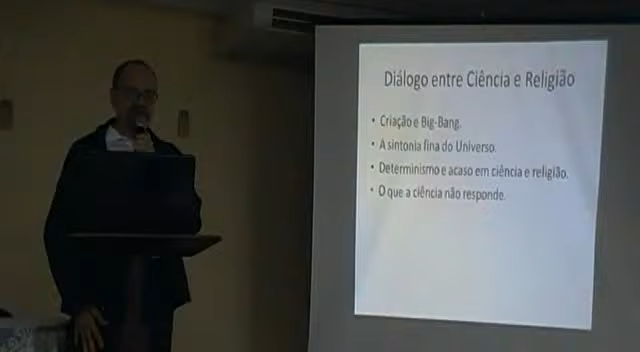 Diálogo entre Ciência e Religião
• Criação e Big-Bang.
• A sintonia fina do Universo.
• Determinismo e acaso em ciência e religião.
• O que a ciência não responde.